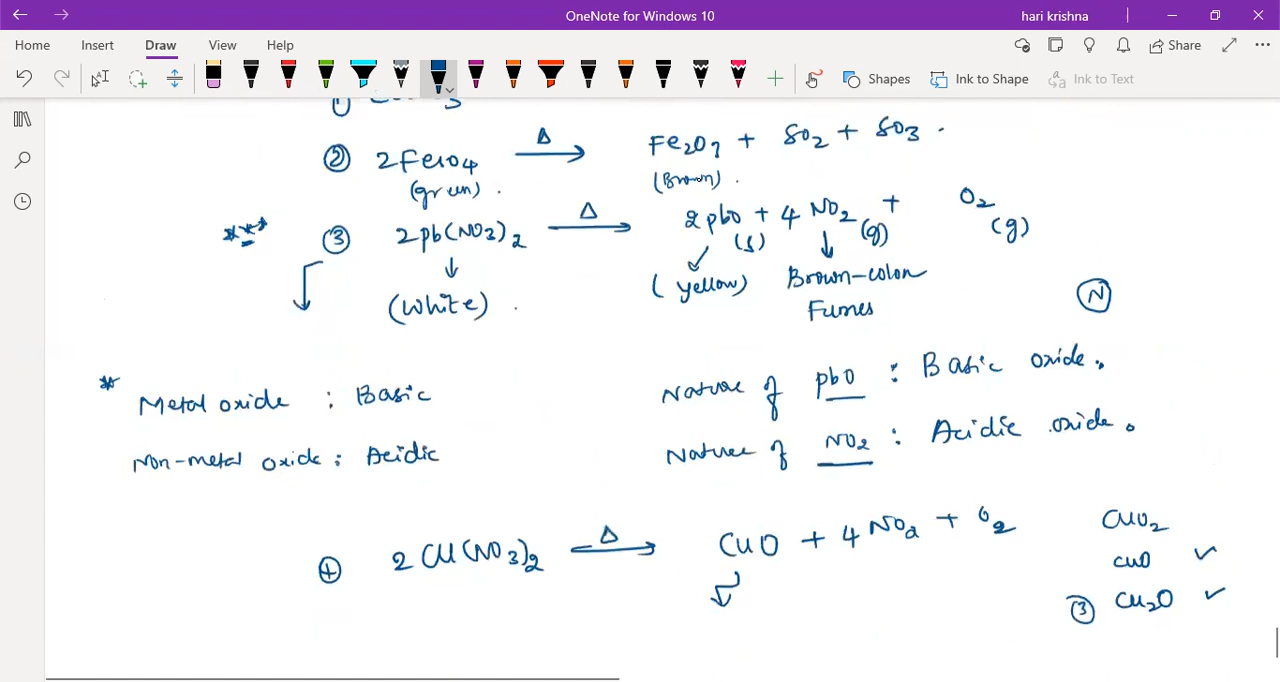 OneNote for Windows 10
hari krishna
Home Insert Draw View Help
Share
Shapes Ink to Shape Ink to Text
①
② 2FeSO4 Δ→ Fe2O3 + SO2 + SO3 .
(green) . (Brown) .
*** ③ 2pb(NO3)2 Δ→ 2pbO (s) + 4NO2 (g) + O2 (g)
(white) . (yellow) Brown-colon
Fumes
N
* Metal oxide : Basic
Non-metal oxide : Acidic
Nature of pbO : Basic oxide.
Nature of NO2 : Acidic oxide.
④ 2Cu(NO3)2 Δ→ CuO + 4NO2 + O2
CuO2
CuO ✓
③ Cu2O ✓